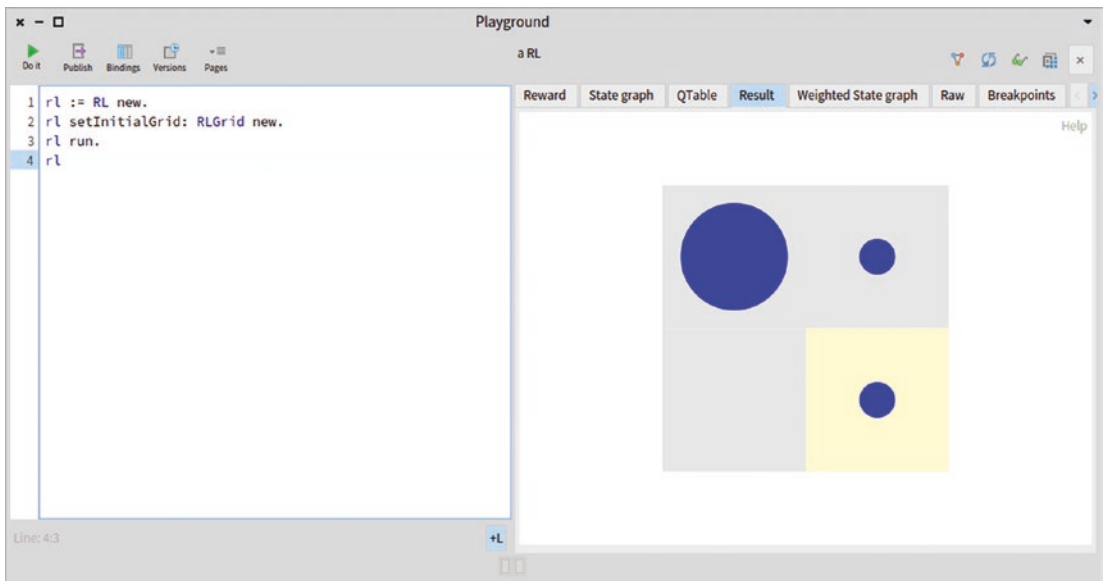 Playground
Do it Publish Bindings Versions Pages
a RL
Reward State graph QTable Result Weighted State graph Raw Breakpoints
Help
1 rl := RL new.
2 rl setInitialGrid: RLGrid new.
3 rl run.
4 rl
Line: 4:3
+L